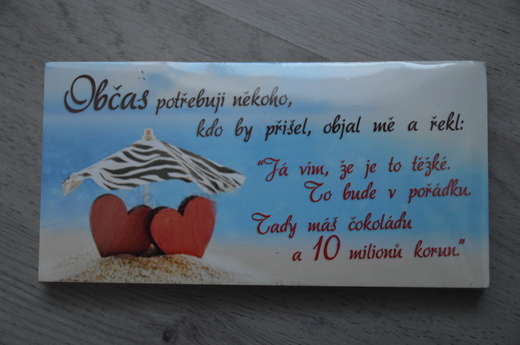 Občas potřebuji někoho,
kdo by přišel, objal mě a řekl:
"Já vím, že je to těžké.
To bude v pořádku.
Tady máš čokoládu
a 10 milionů korun."